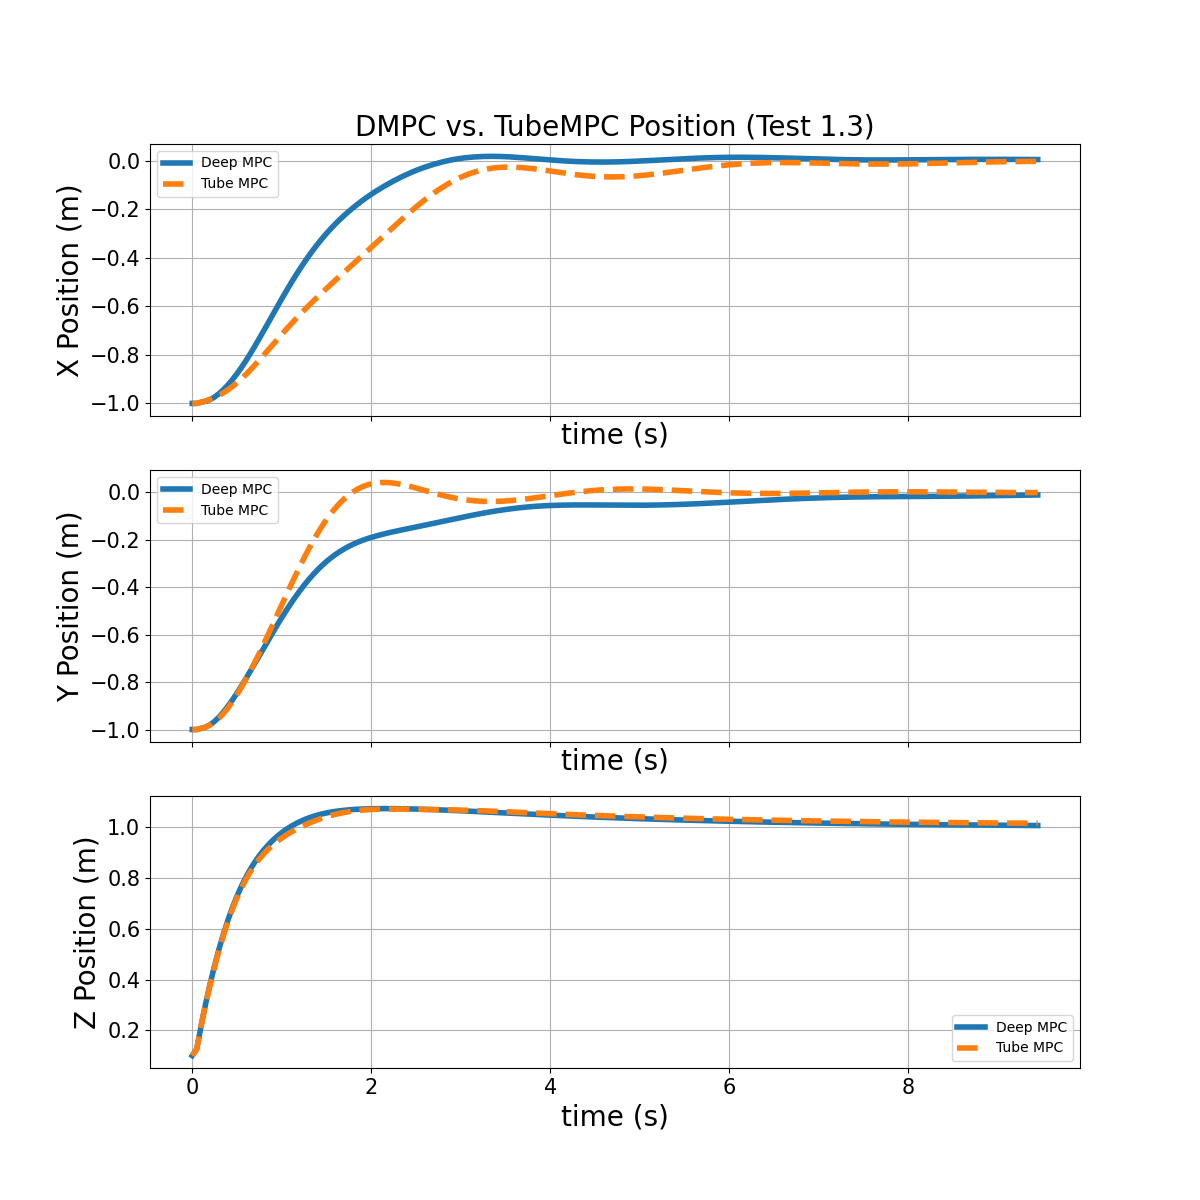 DMPC vs. TubeMPC Position (Test 1.3)
X Position (m)
0.0
−0.2
−0.4
−0.6
−0.8
−1.0
Deep MPC
Tube MPC
time (s)
Y Position (m)
0.0
−0.2
−0.4
−0.6
−0.8
−1.0
Deep MPC
Tube MPC
time (s)
Z Position (m)
1.0
0.8
0.6
0.4
0.2
Deep MPC
Tube MPC
0 2 4 6 8
time (s)